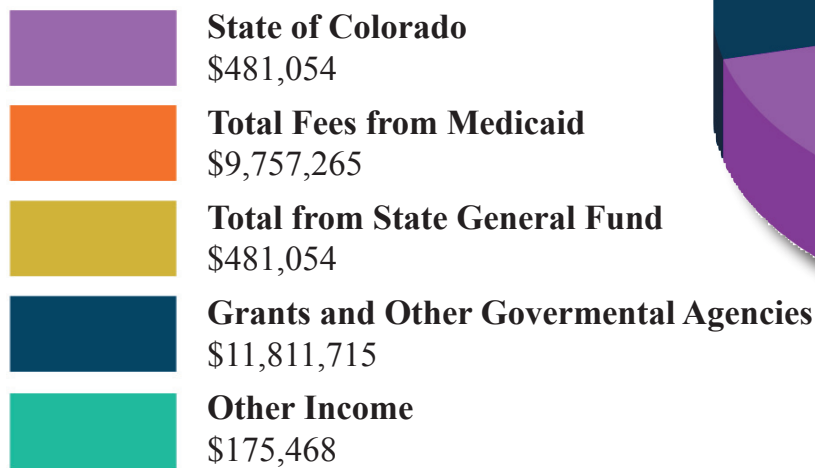 State of Colorado
$481,054
Total Fees from Medicaid
$9,757,265
Total from State General Fund
$481,054
Grants and Other Govermental Agencies
$11,811,715
Other Income
$175,468